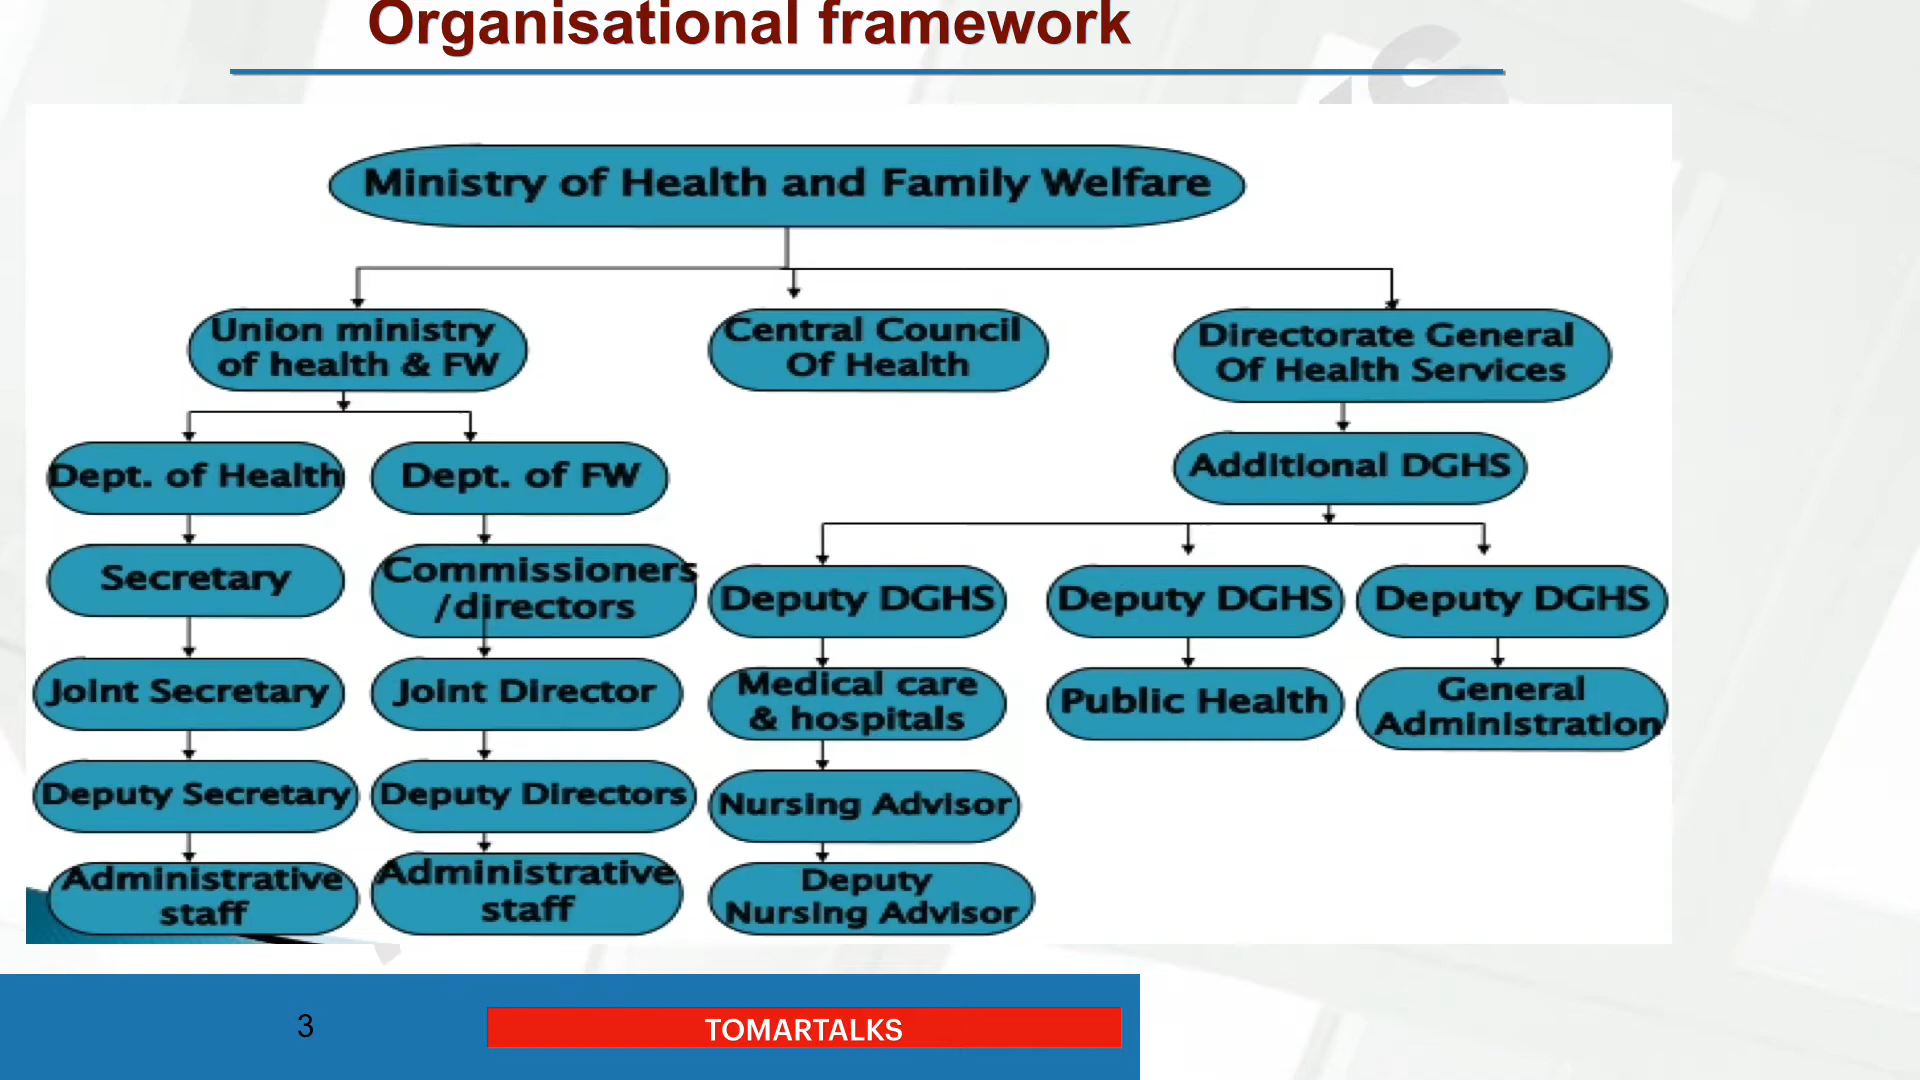 Organisational framework
Ministry of Health and Family Welfare
Union ministry
of health & FW
Central Council
Of Health
Directorate General
Of Health Services
Dept. of Health
Dept. of FW
Additional DGHS
Secretary
Commissioners
/directors
Deputy DGHS
Deputy DGHS
Deputy DGHS
Joint Secretary
Joint Director
Medical care
& hospitals
Public Health
General
Administration
Deputy Secretary
Deputy Directors
Nursing Advisor
Administrative
staff
Administrative
staff
Deputy
Nursing Advisor
3
TOMARTALKS